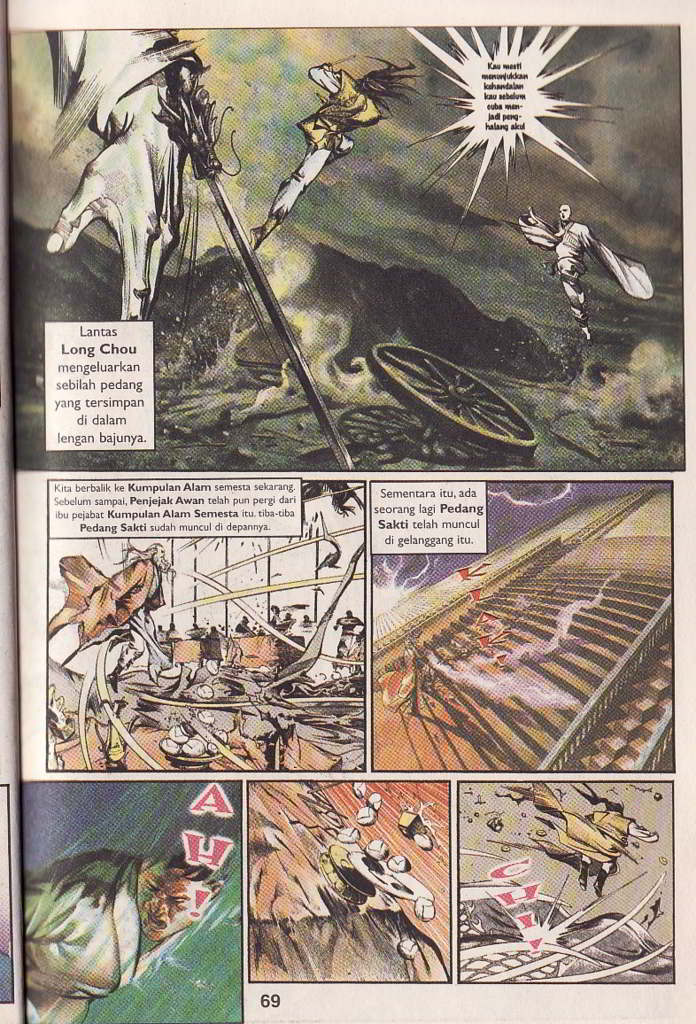 Kau mesti
menunjukkan
kehandalan
kau sebelum
cuba men-
jadi peng-
halang aku!
Lantas
Long Chou
mengeluarkan
sebilah pedang
yang tersimpan
di dalam
lengan bajunya.
Kita berbalik ke Kumpulan Alam semesta sekarang.
Sebelum sampai, Penjejak Awan telah pun pergi dari
ibu pejabat Kumpulan Alam Semesta itu, tiba-tiba
Pedang Sakti sudah muncul di depannya.
Sementara itu, ada
seorang lagi Pedang
Sakti telah muncul
di gelanggang itu.
AH!
CHI!
69